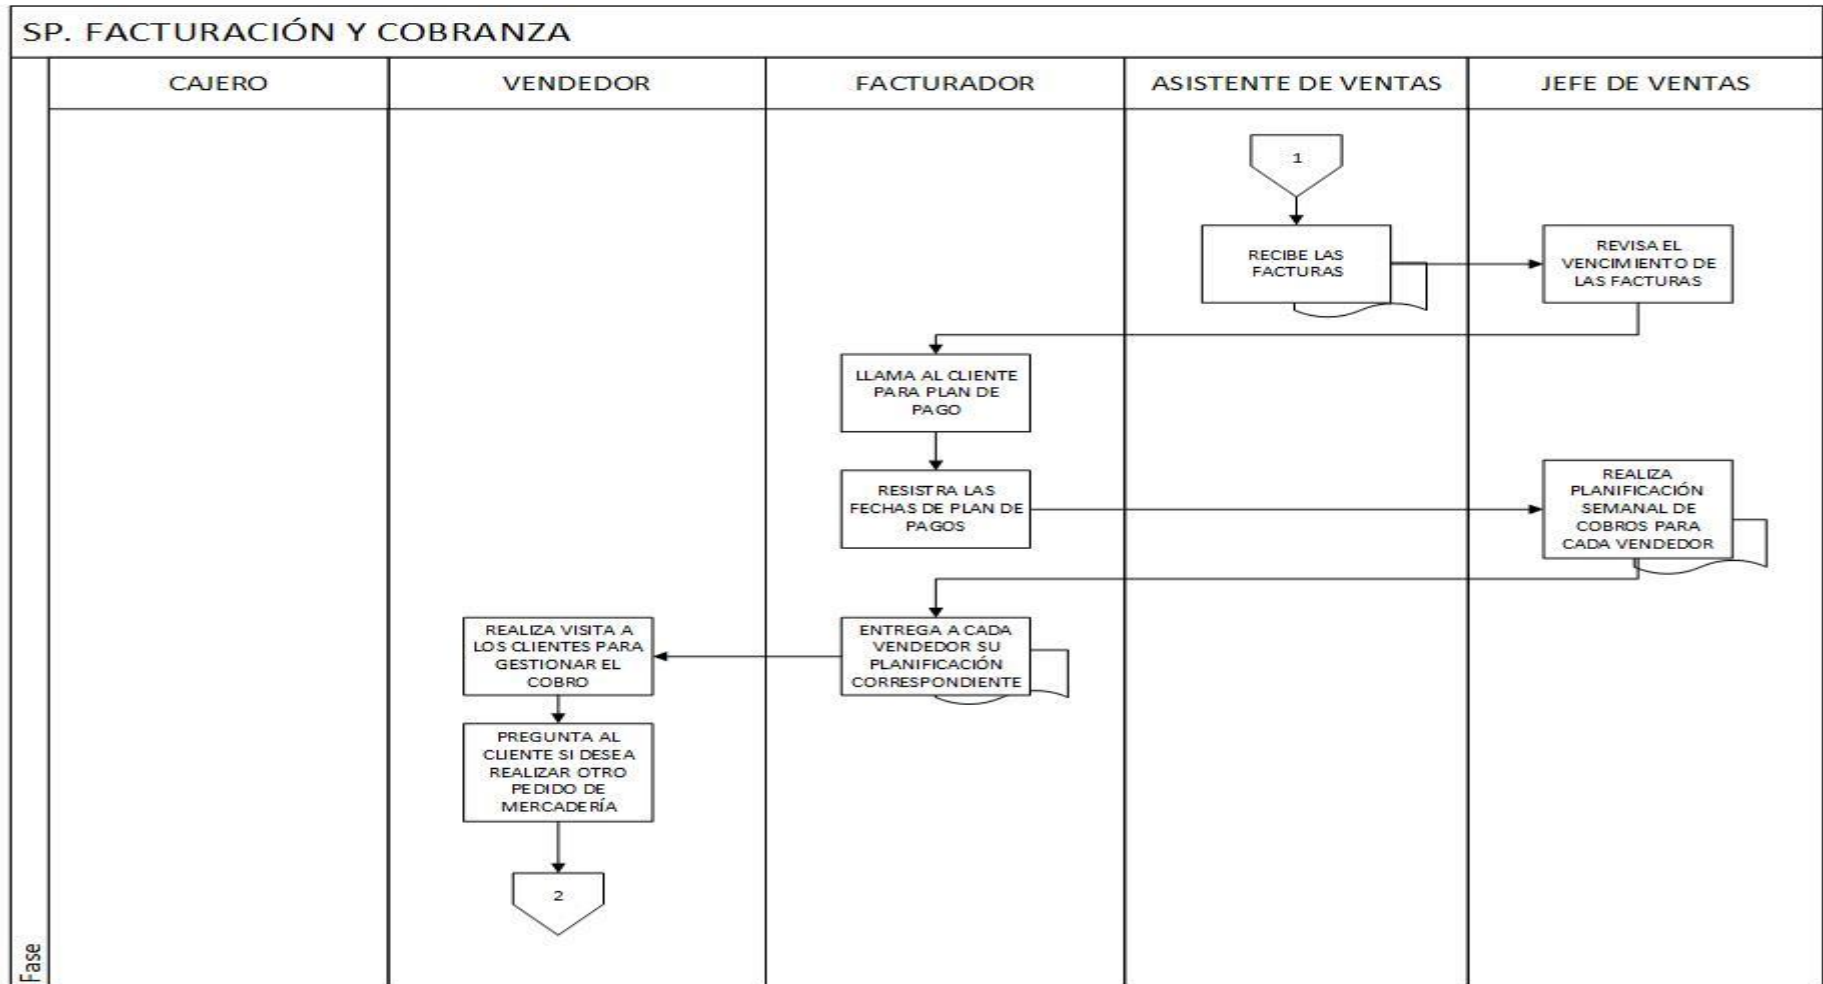 SP. FACTURACIÓN Y COBRANZA
CAJERO
VENDEDOR
FACTURADOR
ASISTENTE DE VENTAS
JEFE DE VENTAS
1
RECIBE LAS
FACTURAS
REVISA EL
VENCIMIENTO DE
LAS FACTURAS
LLAMA AL CLIENTE
PARA PLAN DE
PAGO
RESISTRA LAS
FECHAS DE PLAN DE
PAGOS
REALIZA
PLANIFICACIÓN
SEMANAL DE
COBROS PARA
CADA VENDEDOR
ENTREGA A CADA
VENDEDOR SU
PLANIFICACIÓN
CORRESPONDIENTE
REALIZA VISITA A
LOS CLIENTES PARA
GESTIONAR EL
COBRO
PREGUNTA AL
CLIENTE SI DESEA
REALIZAR OTRO
PEDIDO DE
MERCADERÍA
2
Fase